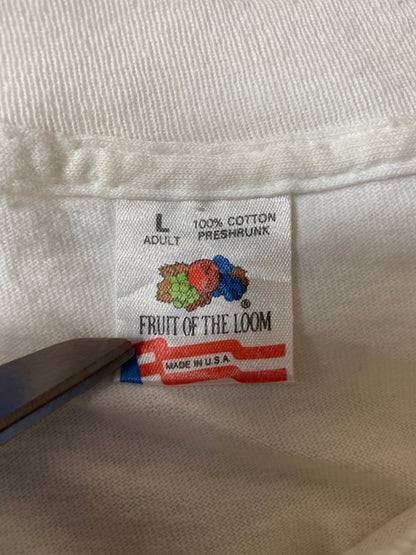 L 100% COTTON
ADULT PRESHRUNK
®
FRUIT OF THE LOOM
MADE IN U.S.A.